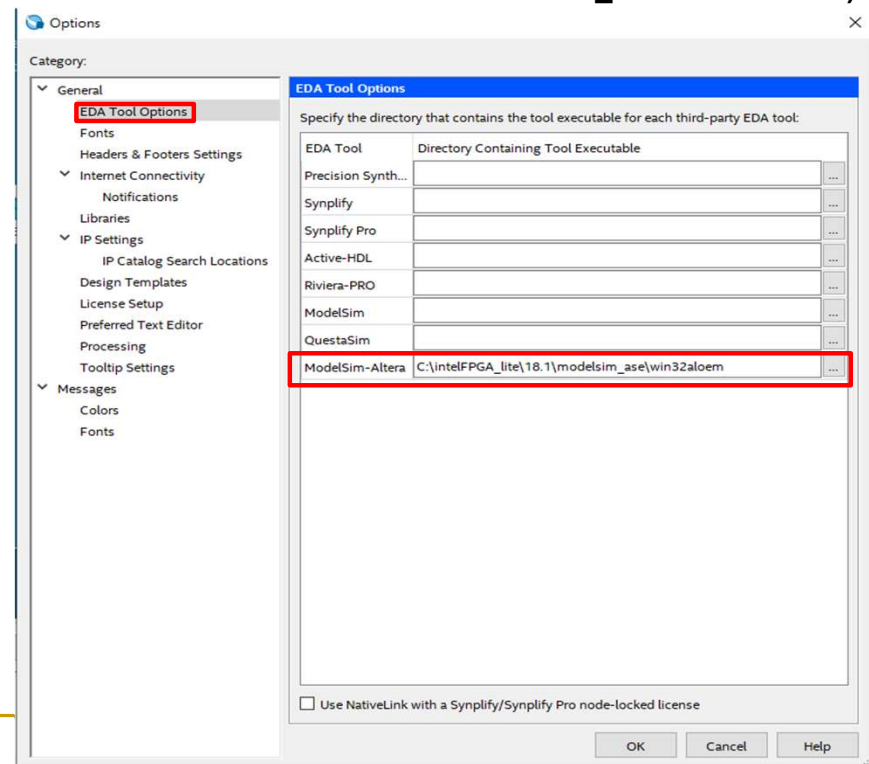 Options
Category:
General
EDA Tool Options
Fonts
Headers & Footers Settings
Internet Connectivity
Notifications
Libraries
IP Settings
IP Catalog Search Locations
Design Templates
License Setup
Preferred Text Editor
Processing
Tooltip Settings
Messages
Colors
Fonts
EDA Tool Options
Specify the directory that contains the tool executable for each third-party EDA tool:
EDA Tool Directory Containing Tool Executable
Precision Synth... ...
Synplify ...
Synplify Pro ...
Active-HDL ...
Riviera-PRO ...
ModelSim ...
QuestaSim ...
ModelSim-Altera C:\intelFPGA_lite\18.1\modelsim_ase\win32aloem ...
Use NativeLink with a Synplify/Synplify Pro node-locked license
OK Cancel Help